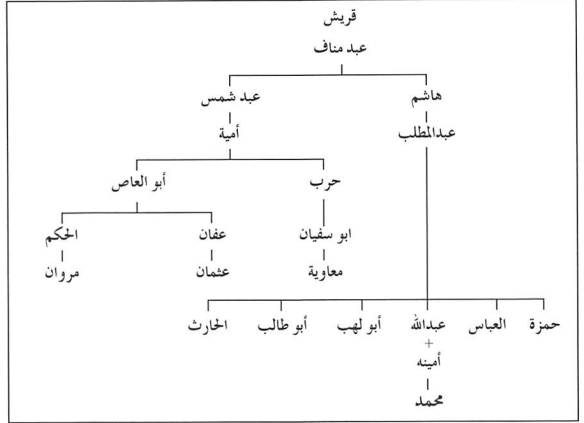 قريش
عبد مناف
هاشم
عبد شمس
عبدالمطلب
أمية
حرب
أبو العاص
ابو سفيان
عفان
الحكم
معاوية
عثمان
مروان
حمزة
العباس
عبدالله
أبو لهب
أبو طالب
الحارث
+
أمينه
محمد